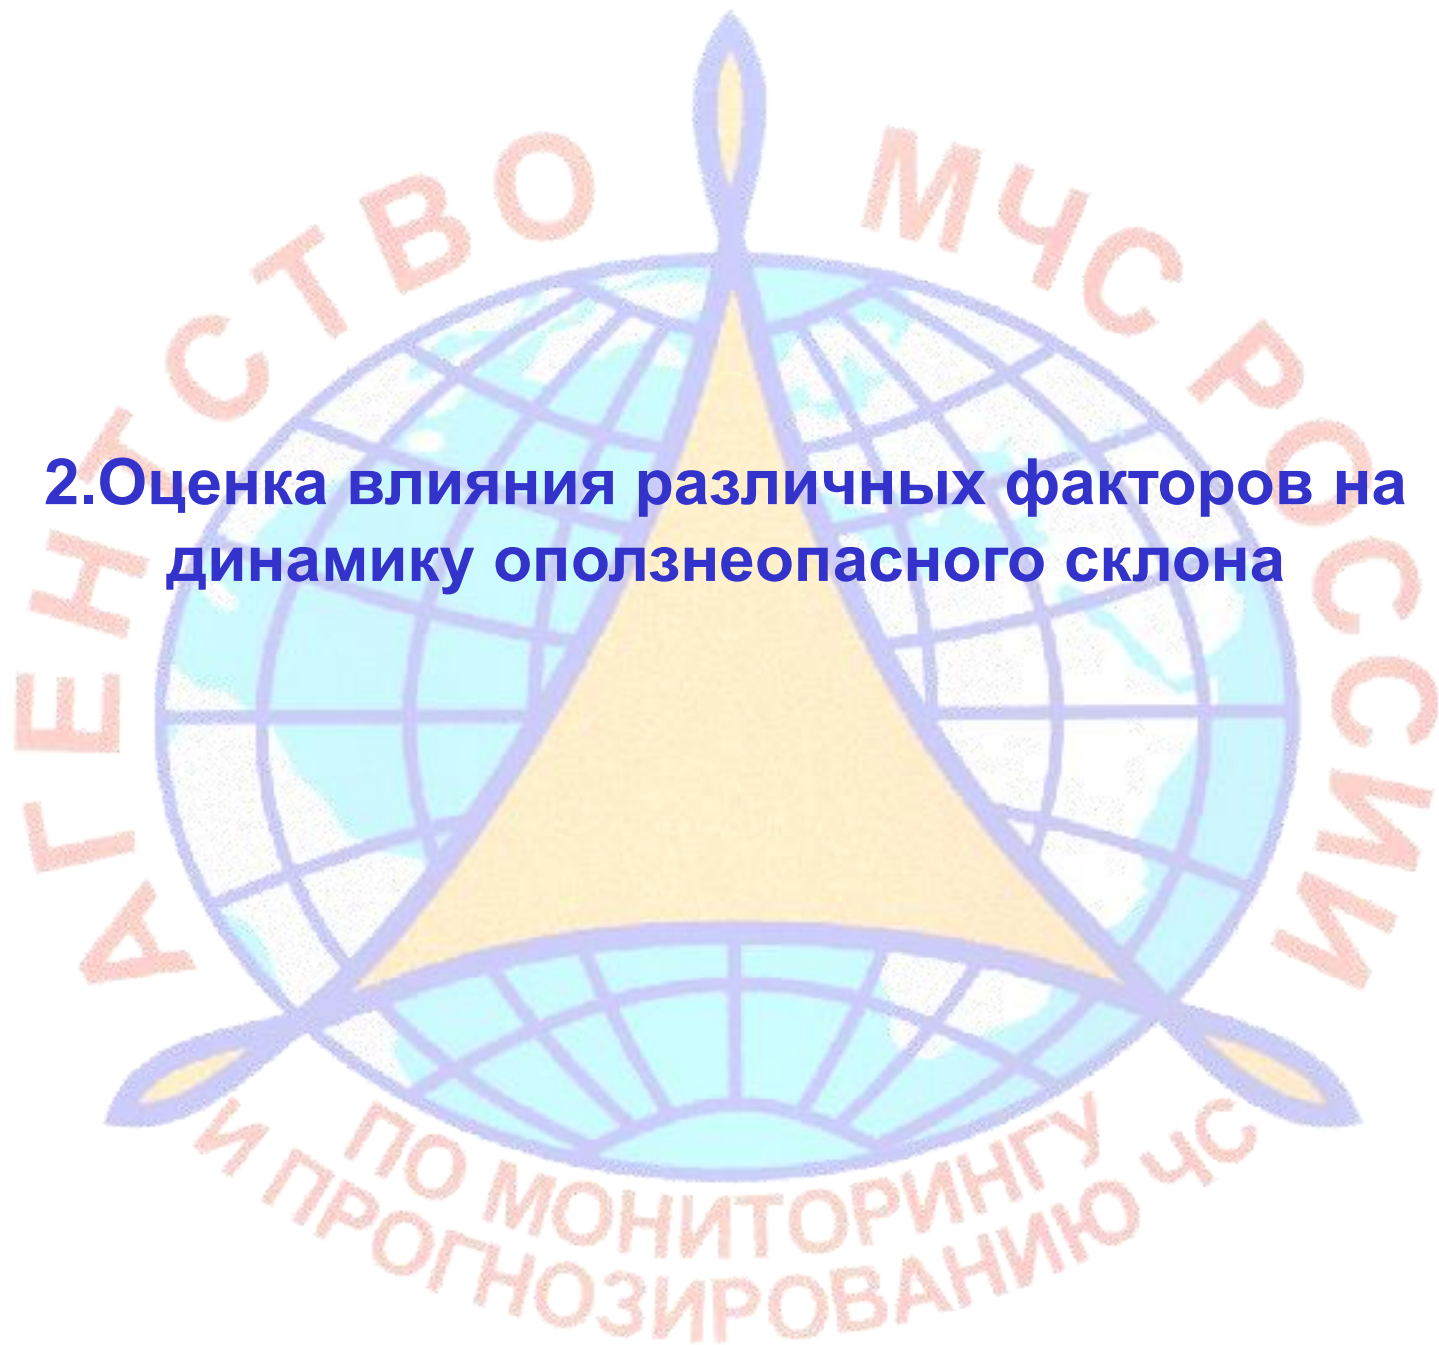 АГЕНТСТВО МЧС РОССИИ
2.Оценка влияния различных факторов на
динамику оползнеопасного склона
ПО МОНИТОРИНГУ
И ПРОГНОЗИРОВАНИЮ ЧС